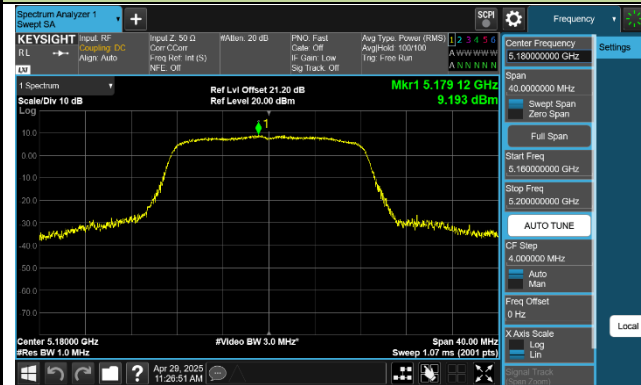 Spectrum Analyzer 1
Swept SA
SCPI
Frequency
KEYSIGHT
RL
Input: RF
Coupling: DC
Align: Auto
Input Z: 50 Ω
Corr CCorr
Freq Ref: Int (S)
NFE: Off
#Atten: 20 dB
PNO: Fast
Gate: Off
IF Gain: Low
Sig Track: Off
Avg Type: Power (RMS)
Avg|Hold: 100/100
Trig: Free Run
1 2 3 4 5 6
A W W W W W
A N N N N N
LXI
1 Spectrum
Scale/Div 10 dB
Log
Ref Lvl Offset 21.20 dB
Ref Level 20.00 dBm
Mkr1 5.179 12 GHz
9.193 dBm
1
10.0
0.00
-10.0
-20.0
-30.0
-40.0
-50.0
-60.0
-70.0
Center 5.18000 GHz
#Res BW 1.0 MHz
#Video BW 3.0 MHz*
Span 40.00 MHz
Sweep 1.07 ms (2001 pts)
Apr 29, 2025
11:26:51 AM
Center Frequency
5.180000000 GHz
Span
40.0000000 MHz
Swept Span
Zero Span
Full Span
Start Freq
5.160000000 GHz
Stop Freq
5.200000000 GHz
AUTO TUNE
CF Step
4.000000 MHz
Auto
Man
Freq Offset
0 Hz
X Axis Scale
Log
Lin
Signal Track
(Span Zoom)
Settings
Local